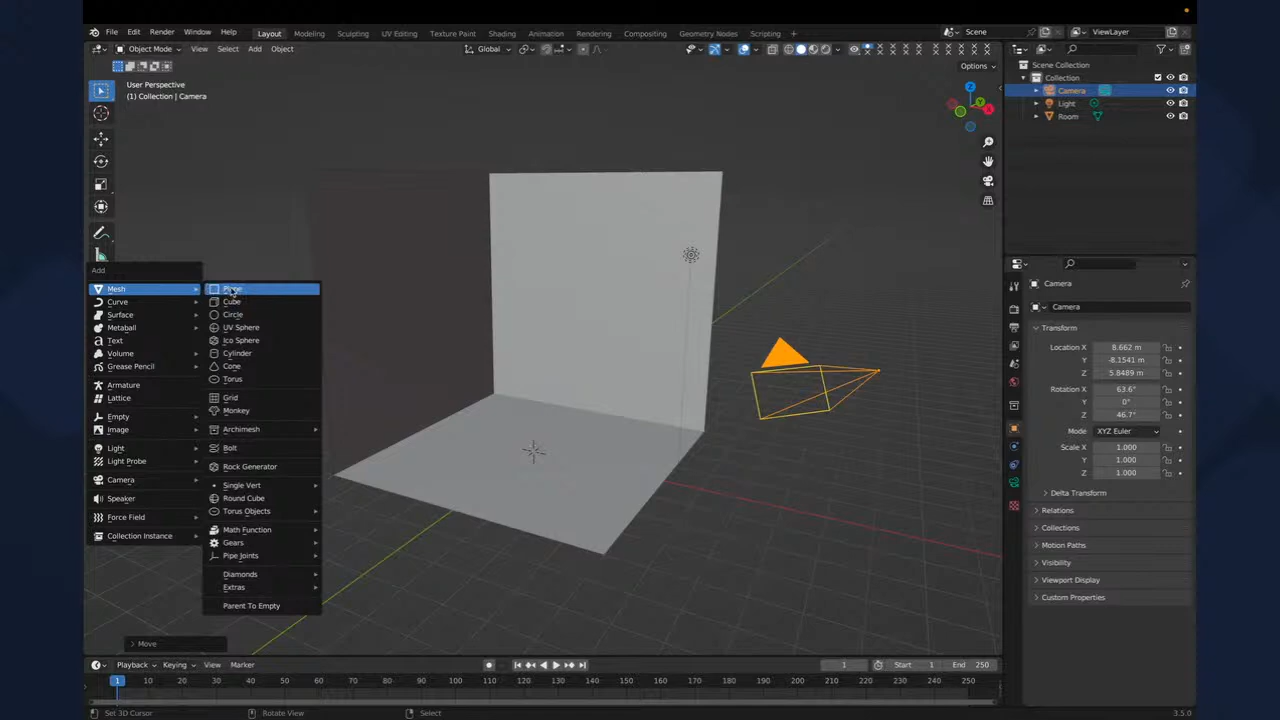 File Edit Render Window Help Layout Modeling Sculpting UV Editing Texture Paint Shading Animation Rendering Compositing Geometry Nodes Scripting Scene ViewLayer
Object Mode View Select Add Object Global
Options
User Perspective
(1) Collection | Camera
Scene Collection
Collection
Camera
Light
Room
Add
Mesh
Curve
Surface
Metaball
Text
Volume
Grease Pencil
Armature
Lattice
Empty
Image
Light
Light Probe
Camera
Speaker
Force Field
Collection Instance
Plane
Cube
Circle
UV Sphere
Ico Sphere
Cylinder
Cone
Torus
Grid
Monkey
Archimesh
Bolt
Rock Generator
Single Vert
Round Cube
Torus Objects
Math Function
Gears
Pipe Joints
Diamonds
Extras
Parent To Empty
Move
Camera
Camera
Transform
Location X 8.662 m
Y -8.1541 m
Z 5.8489 m
Rotation X 63.6°
Y 0°
Z 46.7°
Mode XYZ Euler
Scale X 1.000
Y 1.000
Z 1.000
Delta Transform
Relations
Collections
Motion Paths
Visibility
Viewport Display
Custom Properties
Playback Keying View Marker 1 Start 1 End 250
1 10 20 30 40 50 60 70 80 90 100 110 120 130 140 150 160 170 180 190 200 210 220 230 240 250
Set 3D Cursor Rotate View Select 3.5.0